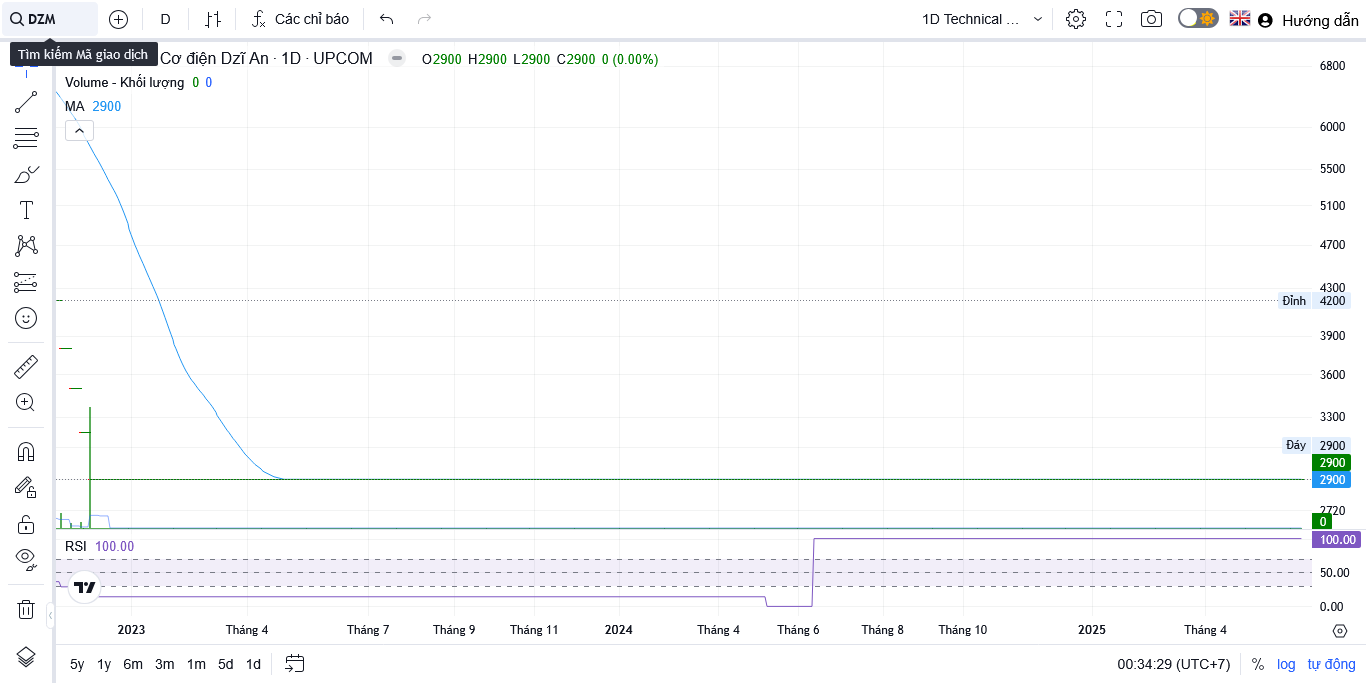 DZM
D
Các chỉ báo
1D Technical ...
Hướng dẫn
Tìm kiếm Mã giao dịch
Cơ điện Dzĩ An · 1D · UPCOM
O2900 H2900 L2900 C2900 0 (0.00%)
Volume - Khối lượng 0 0
MA 2900
6800
6000
5500
5100
4700
4300
Đỉnh 4200
3900
3600
3300
Đáy 2900
2900
2900
2720
0
RSI 100.00
100.00
50.00
0.00
2023 Tháng 4 Tháng 7 Tháng 9 Tháng 11 2024 Tháng 4 Tháng 6 Tháng 8 Tháng 10 2025 Tháng 4
5y 1y 6m 3m 1m 5d 1d
00:34:29 (UTC+7) % log tự động